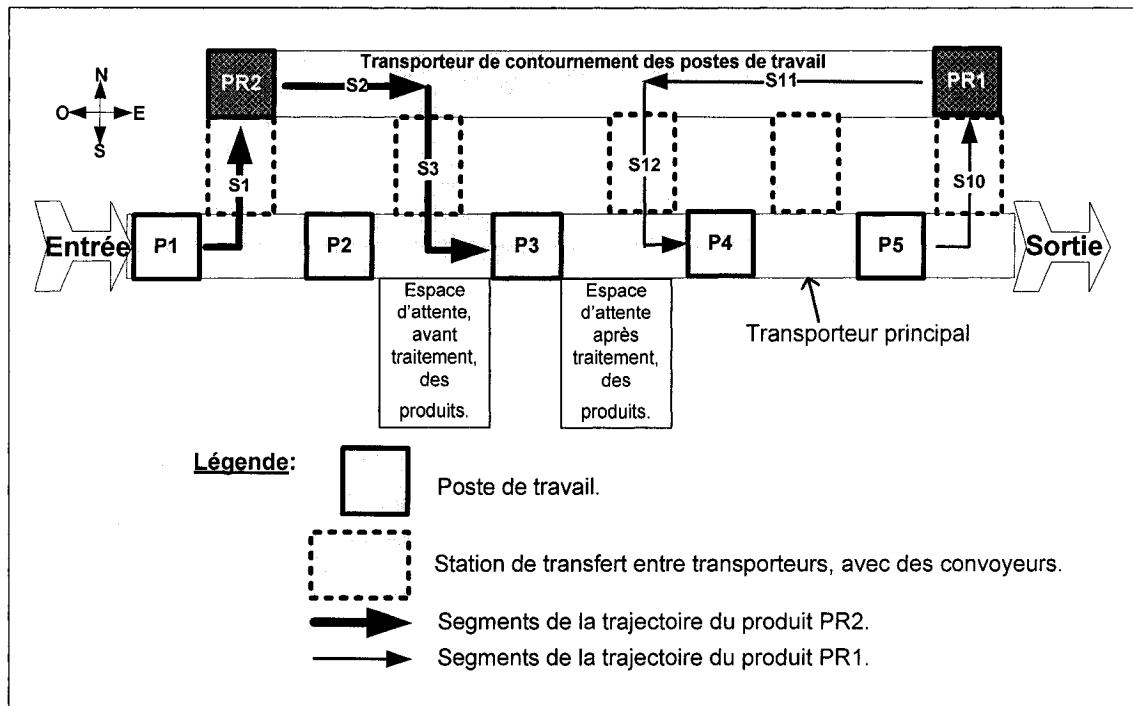 Transporteur de contournement des postes de travail
N
O
E
S
PR2
S2
S11
PR1
S1
S3
S12
S10
Entrée
P1
P2
P3
P4
P5
Sortie
Espace
d'attente,
avant
traitement,
des
produits.
Espace
d'attente
après
traitement,
des
produits.
Transporteur principal
Légende:
Poste de travail.
Station de transfert entre transporteurs, avec des convoyeurs.
Segments de la trajectoire du produit PR2.
Segments de la trajectoire du produit PR1.